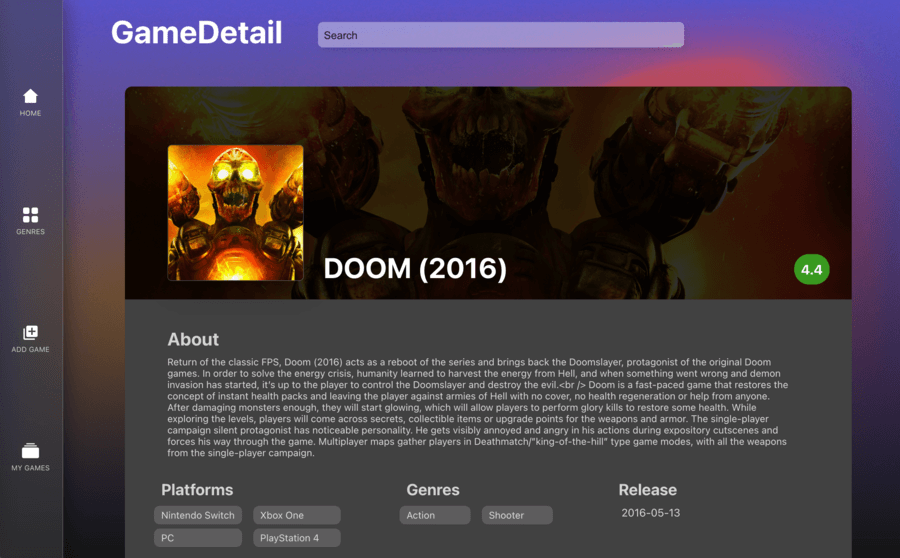 GameDetail
Search
HOME
GENRES
ADD GAME
MY GAMES
DOOM (2016)
4.4
About
Return of the classic FPS, Doom (2016) acts as a reboot of the series and brings back the Doomslayer, protagonist of the original Doom
games. In order to solve the energy crisis, humanity learned to harvest the energy from Hell, and when something went wrong and demon
invasion has started, it's up to the player to control the Doomslayer and destroy the evil.<br /> Doom is a fast-paced game that restores the
concept of instant health packs and leaving the player against armies of Hell with no cover, no health regeneration or help from anyone.
After damaging monsters enough, they will start glowing, which will allow players to perform glory kills to restore some health. While
exploring the levels, players will come across secrets, collectible items or upgrade points for the weapons and armor. The single-player
campaign silent protagonist has noticeable personality. He gets visibly annoyed and angry in his actions during expository cutscenes and
forces his way through the game. Multiplayer maps gather players in Deathmatch/"king-of-the-hill" type game modes, with all the weapons
from the single-player campaign.
Platforms
Nintendo Switch
Xbox One
PC
PlayStation 4
Genres
Action
Shooter
Release
2016-05-13